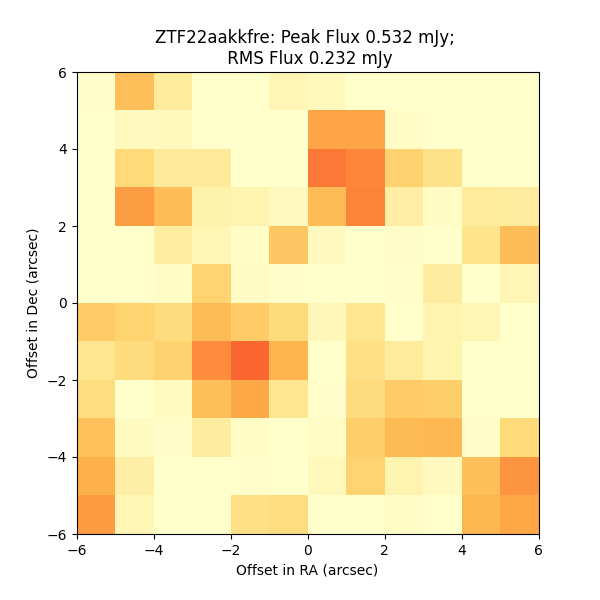 ZTF22aakkfre: Peak Flux 0.532 mJy;
RMS Flux 0.232 mJy
6
4
2
0
−2
−4
−6
Offset in Dec (arcsec)
−6 −4 −2 0 2 4 6
Offset in RA (arcsec)